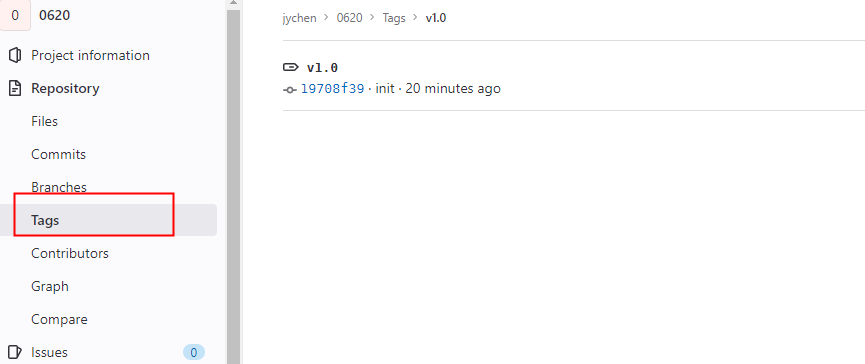 0 0620
Project information
Repository
Files
Commits
Branches
Tags
Contributors
Graph
Compare
Issues 0
jychen > 0620 > Tags > v1.0
v1.0
19708f39 · init · 20 minutes ago